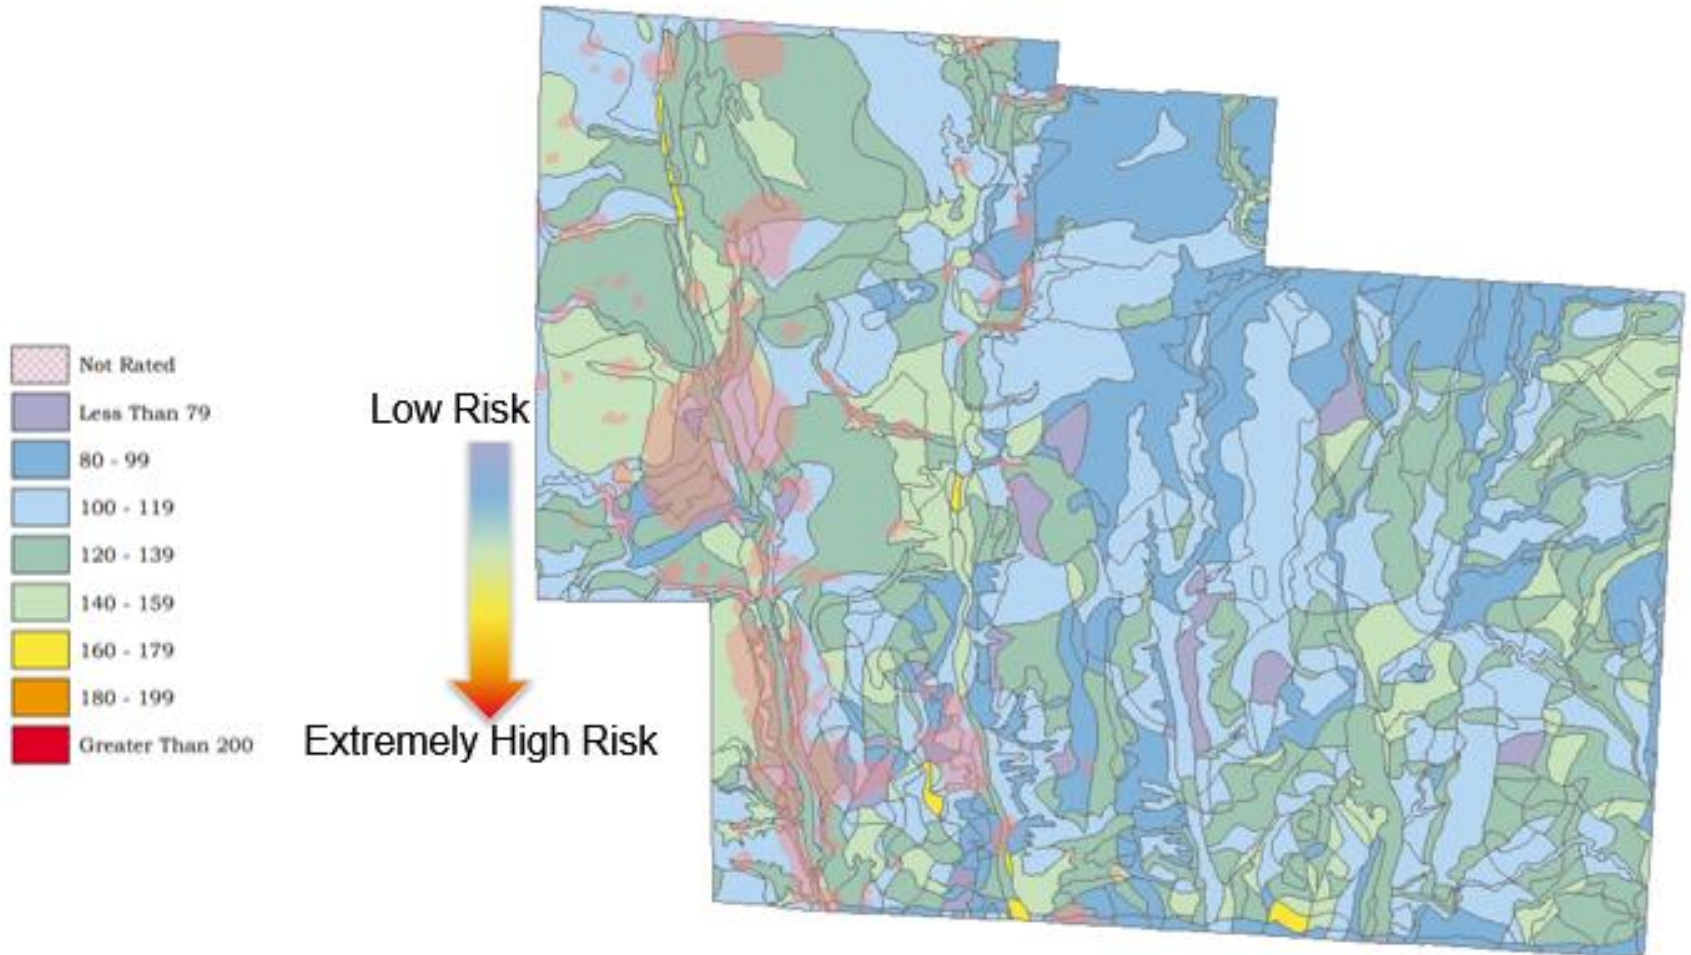 Not Rated
Less Than 79
80 - 99
100 - 119
120 - 139
140 - 159
160 - 179
180 - 199
Greater Than 200
Low Risk
Extremely High Risk